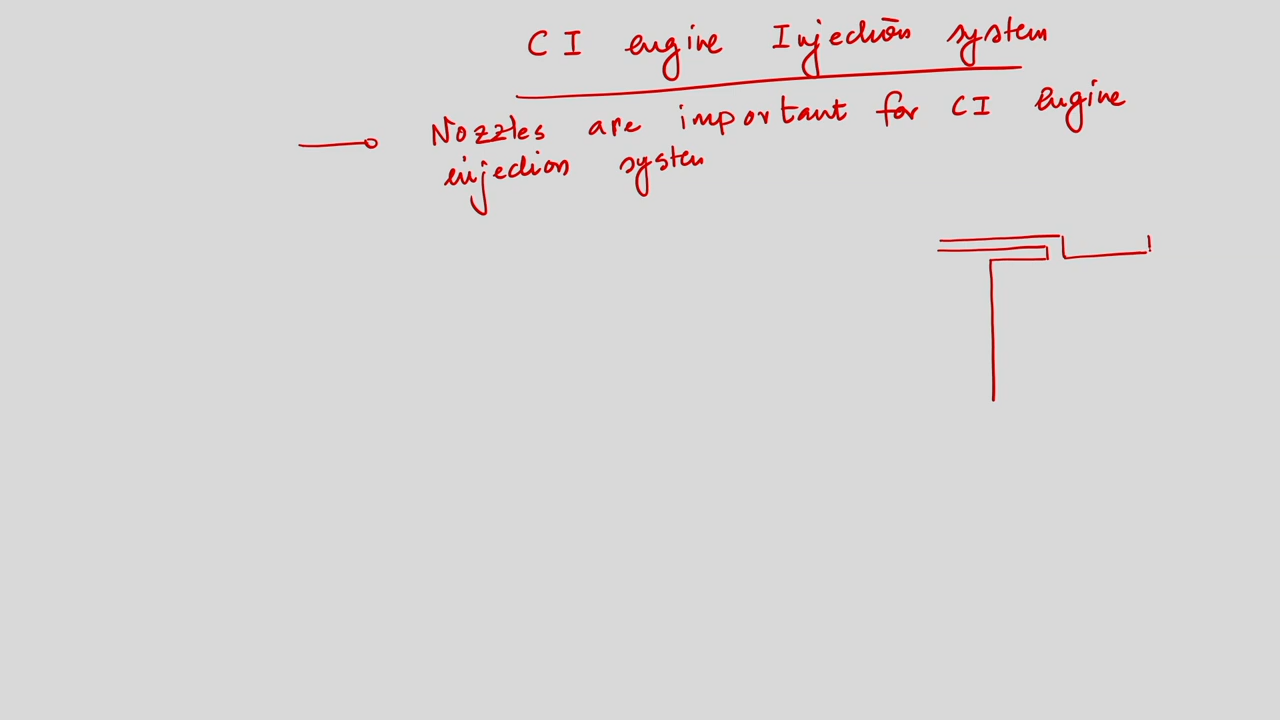 CI engine Injection system
Nozzles are important for CI engine
injection system